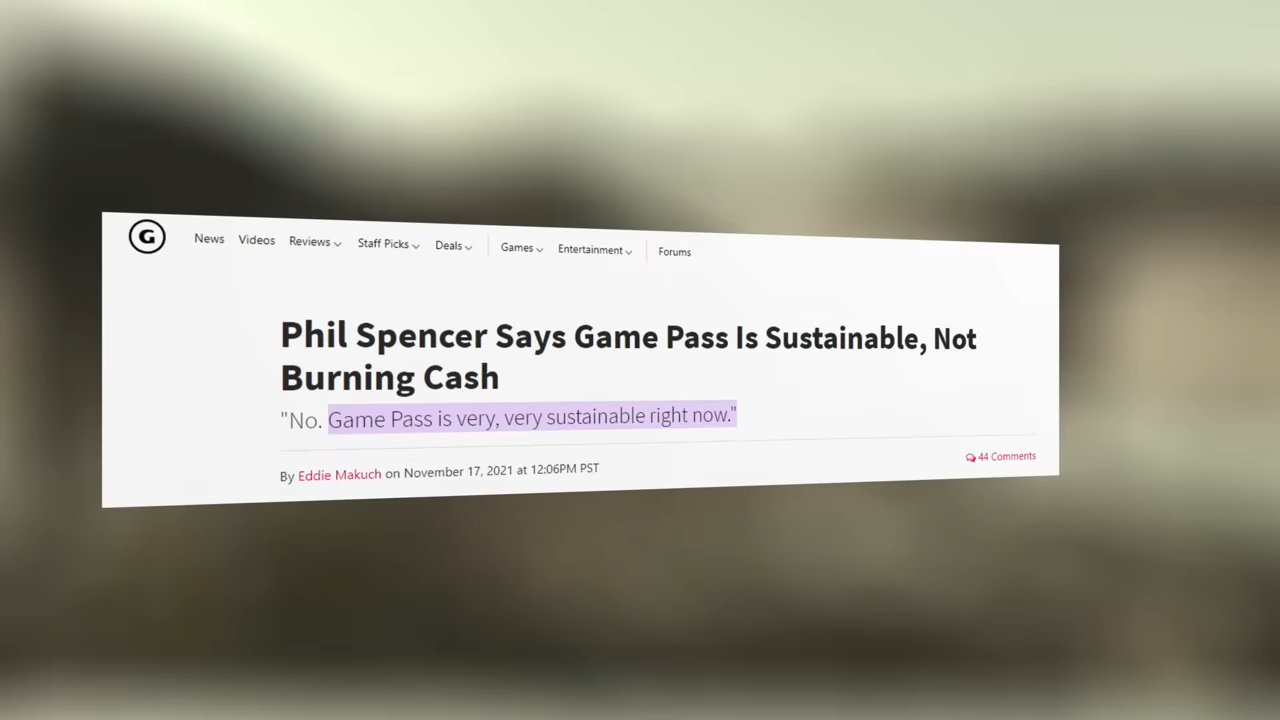 G
News Videos Reviews Staff Picks Deals Games Entertainment Forums
Phil Spencer Says Game Pass Is Sustainable, Not
Burning Cash
"No. Game Pass is very, very sustainable right now."
By Eddie Makuch on November 17, 2021 at 12:06PM PST
44 Comments